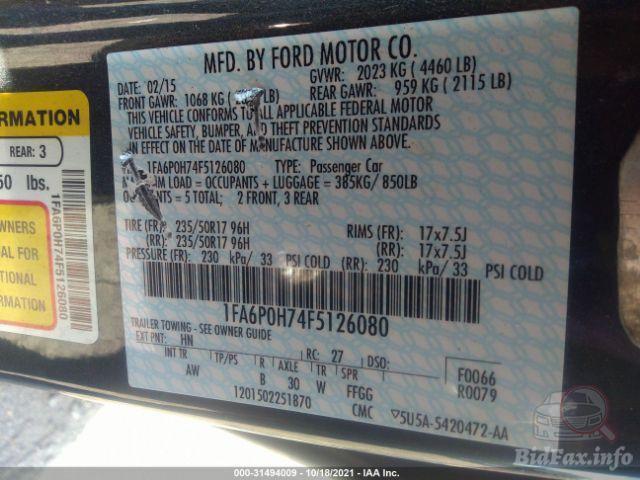 MFD. BY FORD MOTOR CO.
DATE: 02/15
GVWR: 2023 KG ( 4460 LB)
FRONT GAWR: 1068 KG ( LB)
REAR GAWR: 959 KG ( 2115 LB)
THIS VEHICLE CONFORMS TO ALL APPLICABLE FEDERAL MOTOR
VEHICLE SAFETY, BUMPER, AND THEFT PREVENTION STANDARDS
IN EFFECT ON THE DATE OF MANUFACTURE SHOWN ABOVE.
1FA6P0H74F5126080 TYPE: Passenger Car
LOAD = OCCUPANTS + LUGGAGE = 385KG/ 850LB
= 5 TOTAL; 2 FRONT, 3 REAR
TIRE (FR): 235/50R17 96H RIMS (FR): 17x7.5J
(RR): 235/50R17 96H (RR): 17x7.5J
PRESSURE (FR): 230 kPa/ 33 PSI COLD (RR): 230 kPa/ 33 PSI COLD
1FA6P0H74F5126080
TRAILER TOWING - SEE OWNER GUIDE
EXT PNT: HN RC: 27 DSO:
INT TR TP/PS R AXLE TR SPR
AW B 30 W FFGG
F0066
R0079
1201502251870 CMC ▽5U5A-5420472-AA
ORMATION
REAR: 3
50 lbs.
WNERS
AL FOR
TIONAL
MATION
1FA6P0H74F5126080
BidFax.info
000-31494009 - 10/18/2021 - IAA Inc.